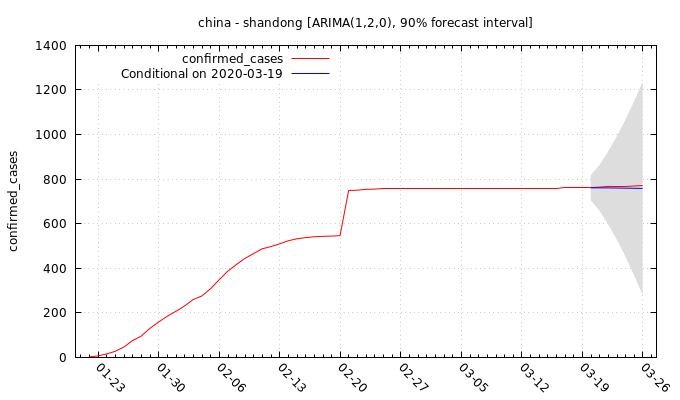 china - shandong [ARIMA(1,2,0), 90% forecast interval]
confirmed_cases
Conditional on 2020-03-19
confirmed_cases
1400
1200
1000
800
600
400
200
0
01-23 01-30 02-06 02-13 02-20 02-27 03-05 03-12 03-19 03-26